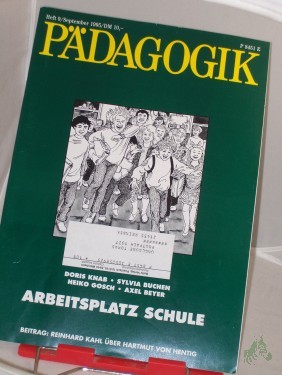 Heft 9/September 1995/DM 10,-
F 9461 E
PÄDAGOGIK
DORIS KNAB • SYLVIA BUCHEN
HEIKO GOSCH • AXEL BEYER
ARBEITSPLATZ SCHULE
BEITRAG: REINHARD KAHL ÜBER HARTMUT VON HENTIG